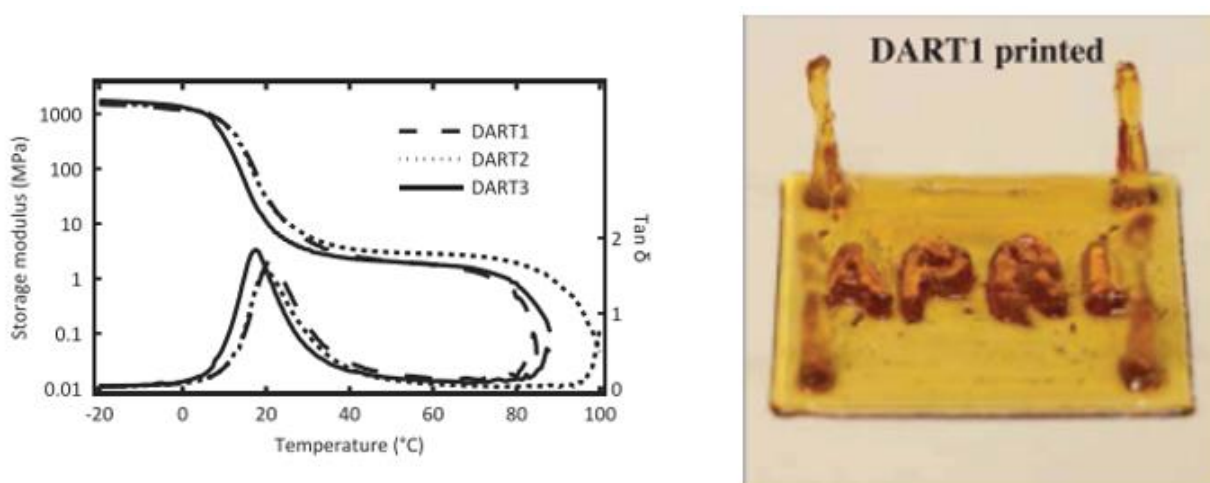 DART1 printed
1000
100
10
1
0.1
0.01
Storage modulus (MPa)
DART1
DART2
DART3
2
1
0
Tan δ
-20 0 20 40 60 80 100
Temperature (°C)
APRL